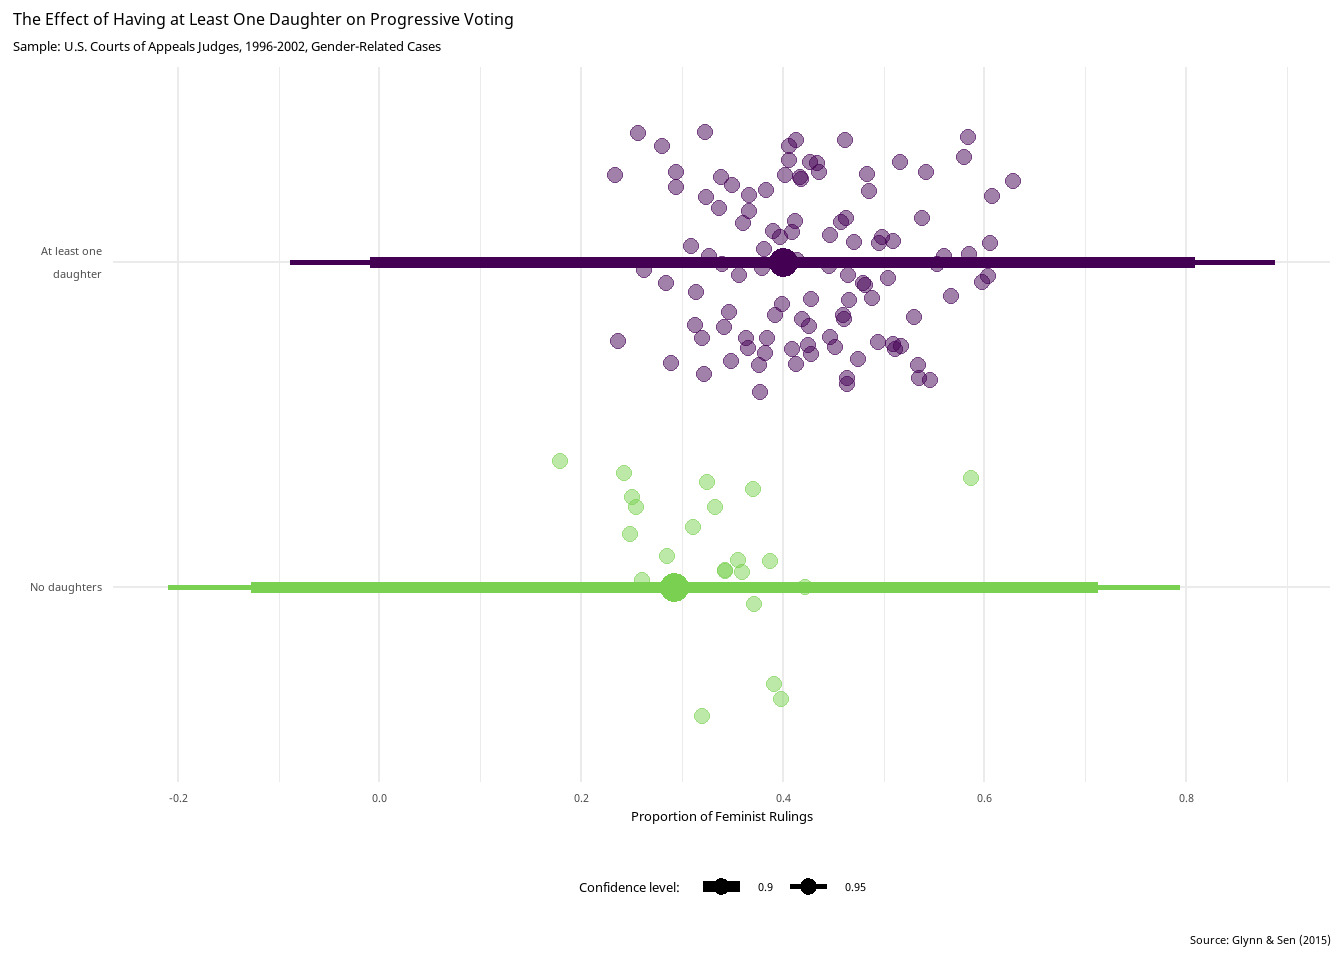 The Effect of Having at Least One Daughter on Progressive Voting
Sample: U.S. Courts of Appeals Judges, 1996-2002, Gender-Related Cases
At least one
daughter
No daughters
-0.2 0.0 0.2 0.4 0.6 0.8
Proportion of Feminist Rulings
Confidence level: 0.9 0.95
Source: Glynn & Sen (2015)